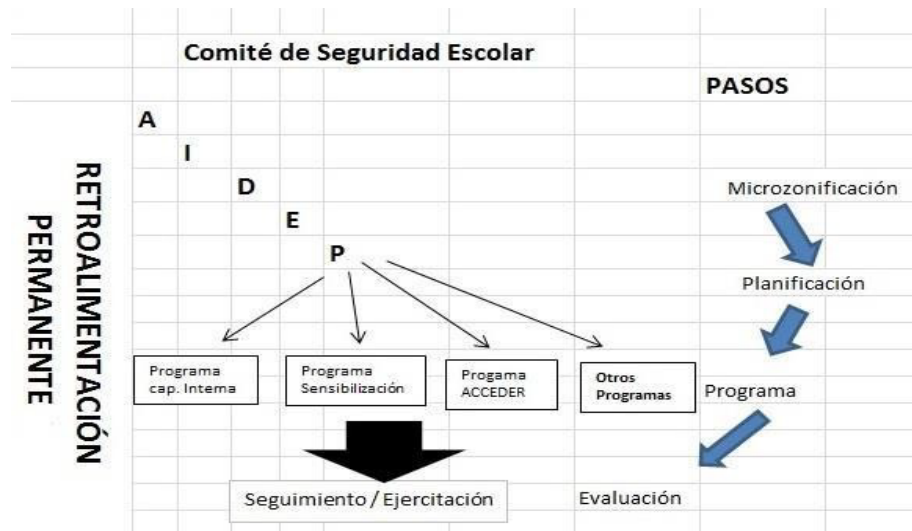 Comité de Seguridad Escolar
PASOS
A
I
D
E
P
RETROALIMENTACIÓN
PERMANENTE
Microzonificación
Planificación
Programa
cap. Interna
Programa
Sensibilización
Progama
ACCEDER
Otros
Programas
Programa
Seguimiento / Ejercitación
Evaluación